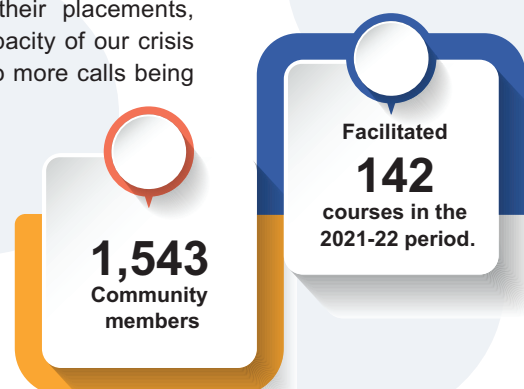 their placements,
pacity of our crisis
more calls being
1,543
Community
members
Facilitated
142
courses in the
2021-22 period.